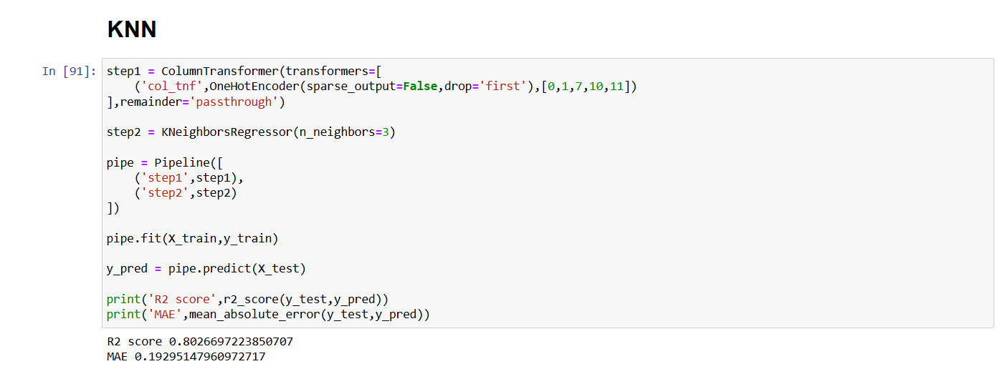 KNN
In [91]:
step1 = ColumnTransformer(transformers=[
    ('col_tnf',OneHotEncoder(sparse_output=False,drop='first'),[0,1,7,10,11])
],remainder='passthrough')
step2 = KNeighborsRegressor(n_neighbors=3)
pipe = Pipeline([
    ('step1',step1),
    ('step2',step2)
])
pipe.fit(X_train,y_train)
y_pred = pipe.predict(X_test)
print('R2 score',r2_score(y_test,y_pred))
print('MAE',mean_absolute_error(y_test,y_pred))
R2 score 0.8026697223850707
MAE 0.19295147960972717